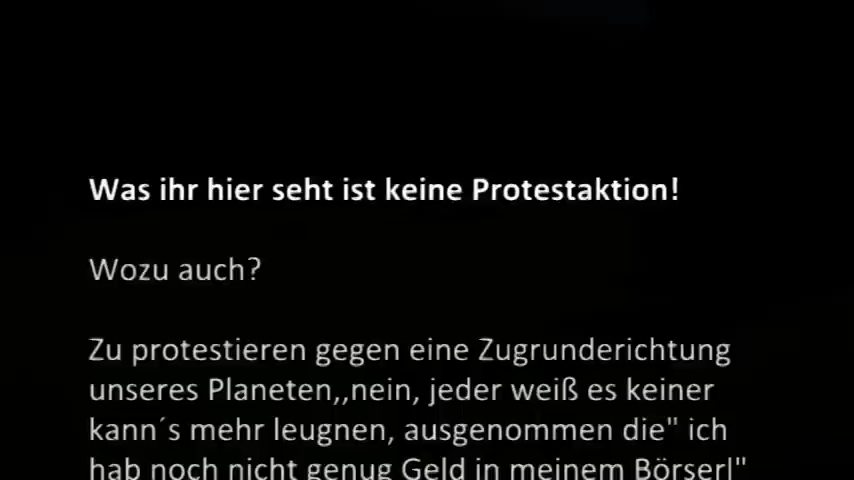 Was ihr hier seht ist keine Protestaktion!
Wozu auch?
Zu protestieren gegen eine Zugrunderichtung
unseres Planeten,,nein, jeder weiß es keiner
kann´s mehr leugnen, ausgenommen die" ich
hab noch nicht genug Geld in meinem Börserl"